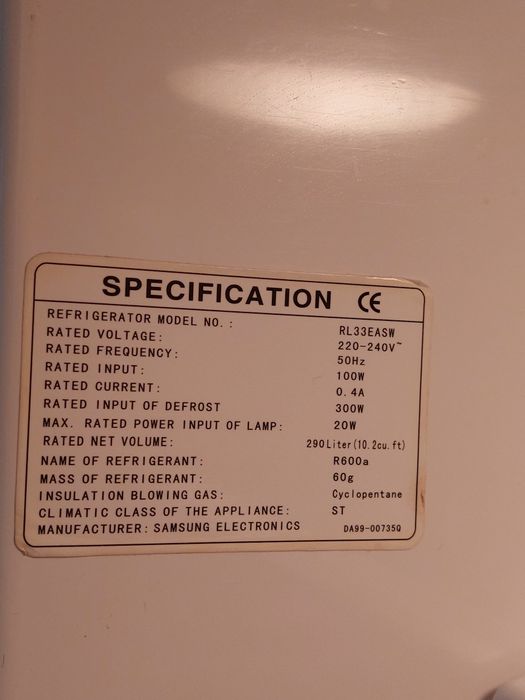 SPECIFICATION CE
REFRIGERATOR MODEL NO. : RL33EASW
RATED VOLTAGE: 220-240V~
RATED FREQUENCY: 50Hz
RATED INPUT: 100W
RATED CURRENT: 0.4A
RATED INPUT OF DEFROST 300W
MAX. RATED POWER INPUT OF LAMP: 20W
RATED NET VOLUME: 290Liter(10.2cu.ft)
NAME OF REFRIGERANT: R600a
MASS OF REFRIGERANT: 60g
INSULATION BLOWING GAS: Cyclopentane
CLIMATIC CLASS OF THE APPLIANCE: ST
MANUFACTURER: SAMSUNG ELECTRONICS DA99-00735Q